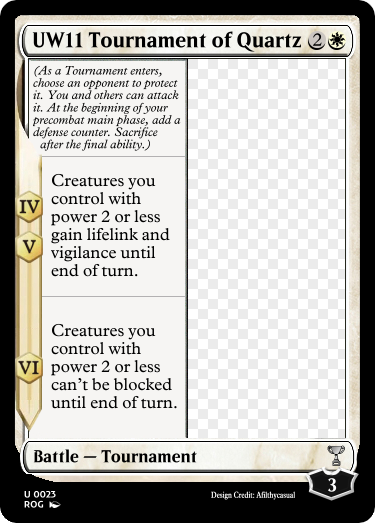 UW11 Tournament of Quartz 2
(As a Tournament enters,
choose an opponent to protect
it. You and others can attack
it. At the beginning of your
precombat main phase, add a
defense counter. Sacrifice
after the final ability.)
IV
V
Creatures you
control with
power 2 or less
gain lifelink and
vigilance until
end of turn.
VI
Creatures you
control with
power 2 or less
can't be blocked
until end of turn.
Battle — Tournament
3
U 0023
ROG
Design Credit: Afilthycasual